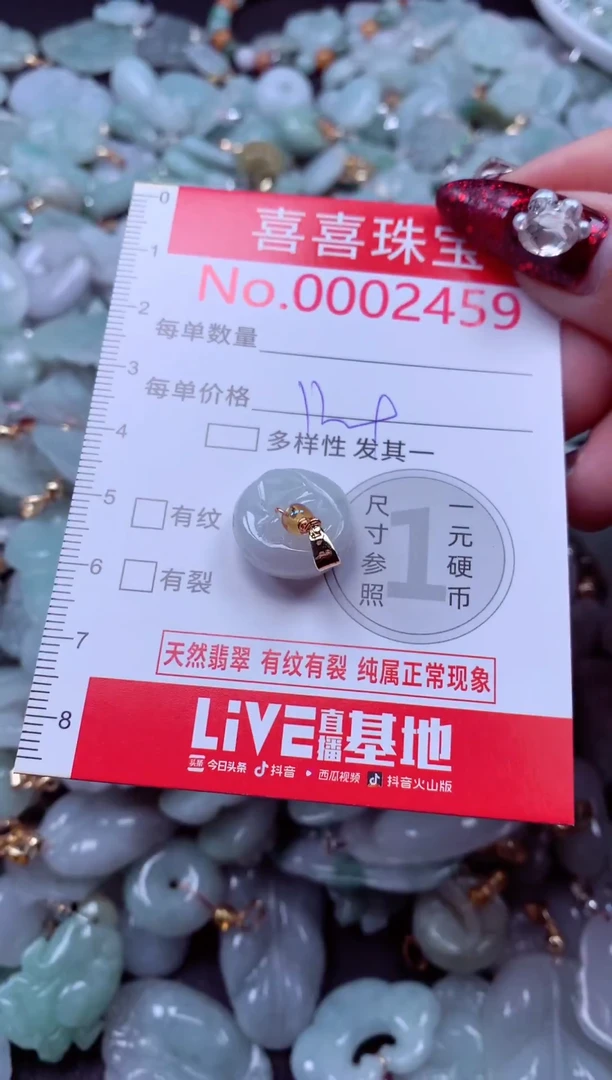 喜喜珠宝
No.0002459
每单数量
每单价格
多样性 发其一
有纹
有裂
尺寸参照
1
一元硬币
0
1
2
3
4
5
6
7
8
天然翡翠 有纹有裂 纯属正常现象
LiVE直播基地
头条 今日头条 抖音 西瓜视频 抖音火山版